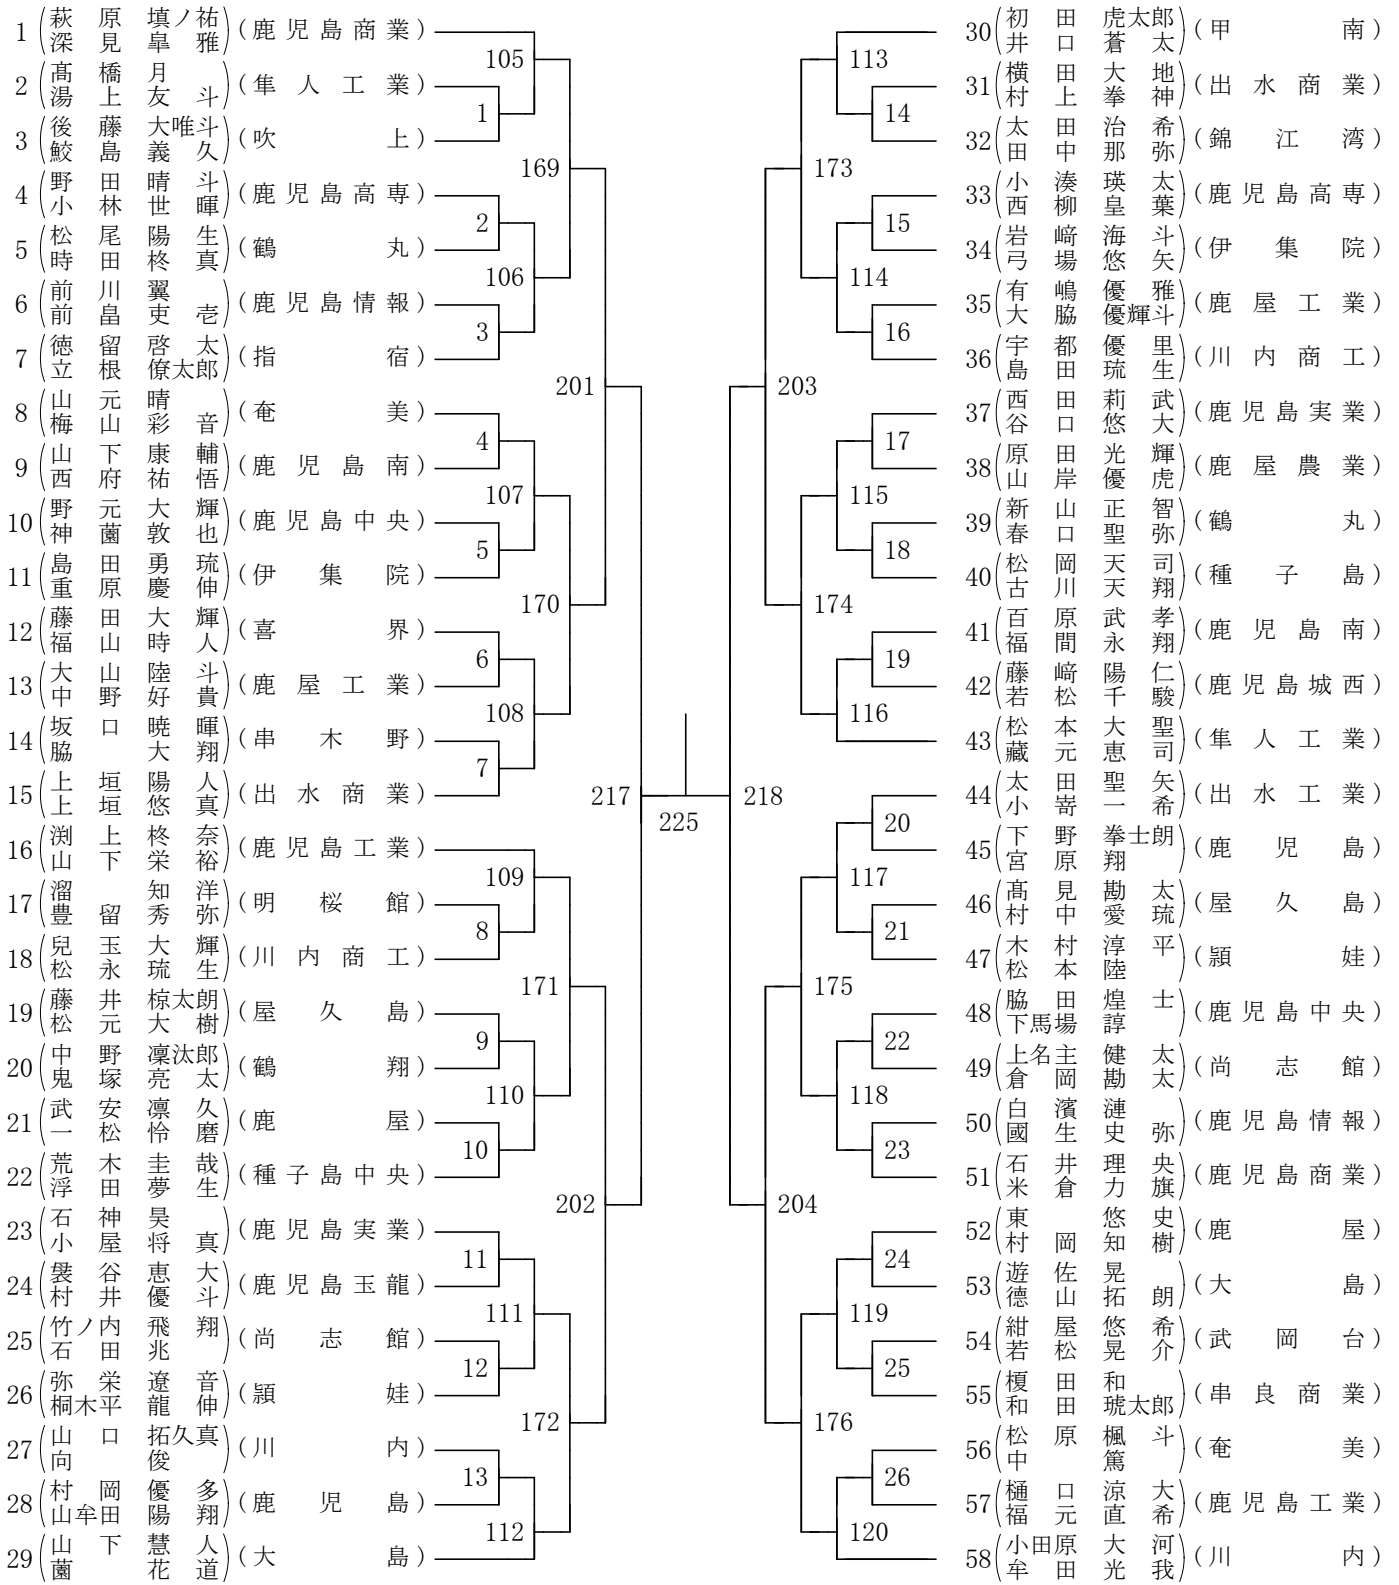 1 (萩原 填ノ祐 (鹿児島商業)
深見 皐雅)
2 (髙橋 月 (隼人工業)
湯上 友斗)
3 (後藤 大唯斗 (吹上)
鮫島 義久)
4 (野田 晴斗 (鹿児島高専)
小林 世暉)
5 (松尾 陽生 (鶴丸)
時田 柊真)
6 (前川 翼 (鹿児島情報)
前畠 吏壱)
7 (徳留 啓太 (指宿)
立根 僚太郎)
8 (山元 晴 (奄美)
梅山 彩音)
9 (山下 康輔 (鹿児島南)
西府 祐悟)
10 (野元 大輝 (鹿児島中央)
神薗 敦也)
11 (島田 勇琉 (伊集院)
重原 慶伸)
12 (藤田 大輝 (喜界)
福山 時人)
13 (大山 陸斗 (鹿屋工業)
中野 好貴)
14 (坂口 暁暉 (串木野)
脇 大翔)
15 (上垣 陽人 (出水商業)
上垣 悠真)
16 (渕上 柊奈 (鹿児島工業)
山下 栄裕)
17 (溜 知洋 (明桜館)
豊留 秀弥)
18 (兒玉 大輝 (川内商工)
松永 琉生)
19 (藤井 椋太朗 (屋久島)
松元 大樹)
20 (中野 凜汰郎 (鶴翔)
鬼塚 亮太)
21 (武安 凛久 (鹿屋)
一松 怜磨)
22 (荒木 圭哉 (種子島中央)
浮田 夢生)
23 (石神 昊 (鹿児島実業)
小屋 将真)
24 (襲谷 恵大 (鹿児島玉龍)
村井 優斗)
25 (竹ノ内 飛翔 (尚志館)
石田 兆)
26 (弥栄 遼音 (頴娃)
桐木平 龍伸)
27 (山口 拓久真 (川内)
向 俊)
28 (村岡 優多 (鹿児島)
山牟田 陽翔)
29 (山下 慧人 (大島)
薗 花道)
105
1
169
2
106
3
201
4
107
5
170
6
108
7
217
109
8
171
9
110
10
202
11
111
12
172
13
112
225
218
113
14
173
15
114
16
203
17
115
18
174
19
116
20
117
21
175
22
118
23
204
24
119
25
176
26
120
30 (初田 虎太郎 (甲南)
井口 蒼太)
31 (横田 大地 (出水商業)
村上 拳神)
32 (太田 治希 (錦江湾)
田中 那弥)
33 (小湊 瑛太 (鹿児島高専)
西柳 皇葉)
34 (岩﨑 海斗 (伊集院)
弓場 悠矢)
35 (有嶋 優雅 (鹿屋工業)
大脇 優輝斗)
36 (宇都 優里 (川内商工)
島田 琉生)
37 (西田 莉武 (鹿児島実業)
谷口 悠大)
38 (原田 光輝 (鹿屋農業)
山岸 優虎)
39 (新山 正智 (鶴丸)
春口 聖弥)
40 (松岡 天司 (種子島)
古川 天翔)
41 (百原 武孝 (鹿児島南)
福間 永翔)
42 (藤﨑 陽仁 (鹿児島城西)
若松 千駿)
43 (松本 大聖 (隼人工業)
藏元 恵司)
44 (太田 聖矢 (出水工業)
小嵜 一希)
45 (下野 拳士朗 (鹿児島)
宮原 翔)
46 (髙見 勘太 (屋久島)
村中 愛琉)
47 (木村 淳平 (頴娃)
松本 陸)
48 (脇田 煌士 (鹿児島中央)
下馬場 諄)
49 (上名主 健太 (尚志館)
倉岡 勘太)
50 (白濱 漣 (鹿児島情報)
國生 史弥)
51 (石井 理央 (鹿児島商業)
米倉 力旗)
52 (東 悠史 (鹿屋)
村岡 知樹)
53 (遊佐 晃 (大島)
德山 拓朗)
54 (紺屋 悠希 (武岡台)
若松 晃介)
55 (榎田 和 (串良商業)
和田 琥太郎)
56 (松原 楓斗 (奄美)
中 篤)
57 (樋口 涼大 (鹿児島工業)
福元 直希)
58 (小田原 大河 (川内)
牟田 光我)